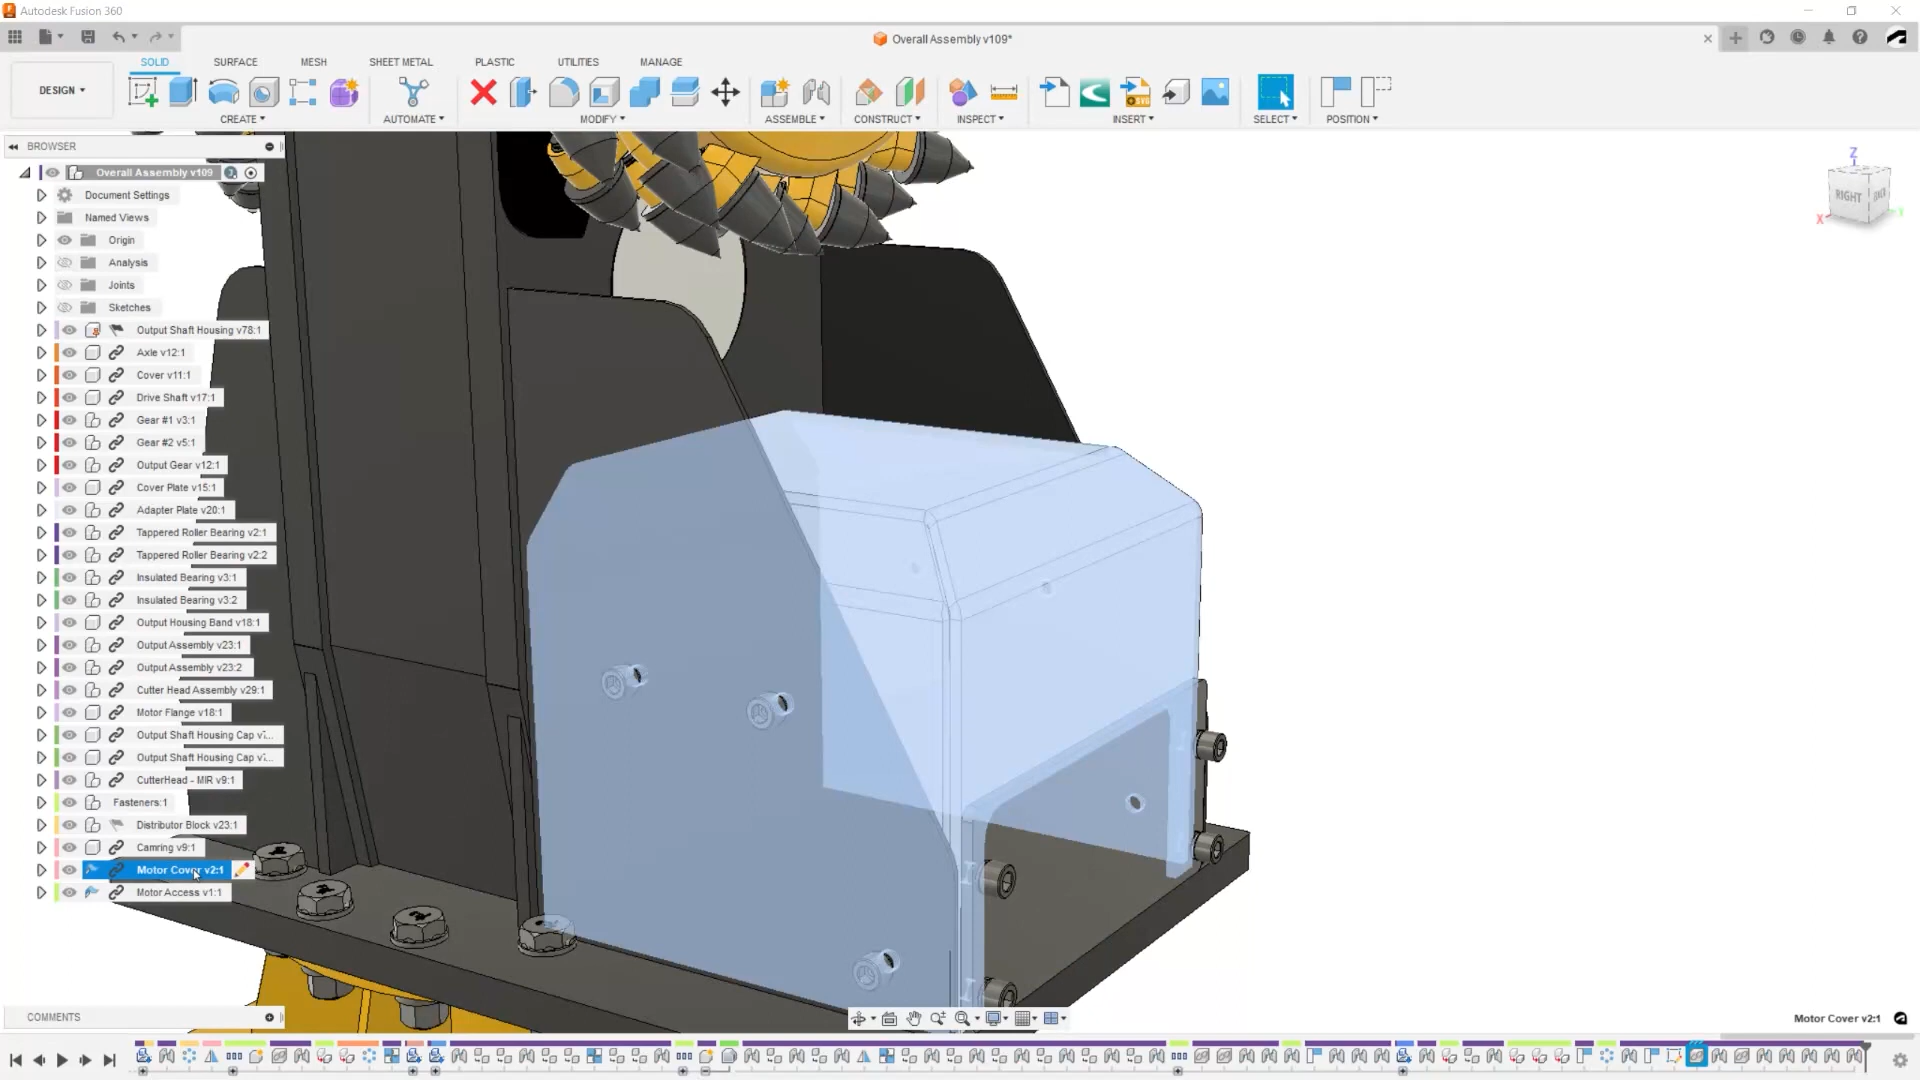 Autodesk Fusion 360
Overall Assembly v109*
DESIGN
SOLID SURFACE MESH SHEET METAL PLASTIC UTILITIES MANAGE
CREATE AUTOMATE MODIFY ASSEMBLE CONSTRUCT INSPECT INSERT SELECT POSITION
BROWSER
Overall Assembly v109
Document Settings
Named Views
Origin
Analysis
Joints
Sketches
Output Shaft Housing v78:1
Axle v12:1
Cover v11:1
Drive Shaft v17:1
Gear #1 v3:1
Gear #2 v5:1
Output Gear v12:1
Cover Plate v15:1
Adapter Plate v20:1
Tappered Roller Bearing v2:1
Tappered Roller Bearing v2:2
Insulated Bearing v3:1
Insulated Bearing v3:2
Output Housing Band v18:1
Output Assembly v23:1
Output Assembly v23:2
Cutter Head Assembly v29:1
Motor Flange v18:1
Output Shaft Housing Cap v7...
Output Shaft Housing Cap v7...
CutterHead - MIR v9:1
Fasteners:1
Distributor Block v23:1
Camring v9:1
Motor Cover v2:1
Motor Access v1:1
Z
RIGHT
X
COMMENTS
Motor Cover v2:1